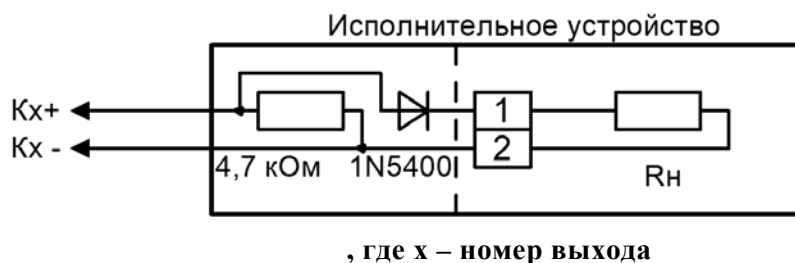 Исполнительное устройство
Кх+
Кх -
1
2
4,7 кОм
1N5400
Rн
, где х – номер выхода